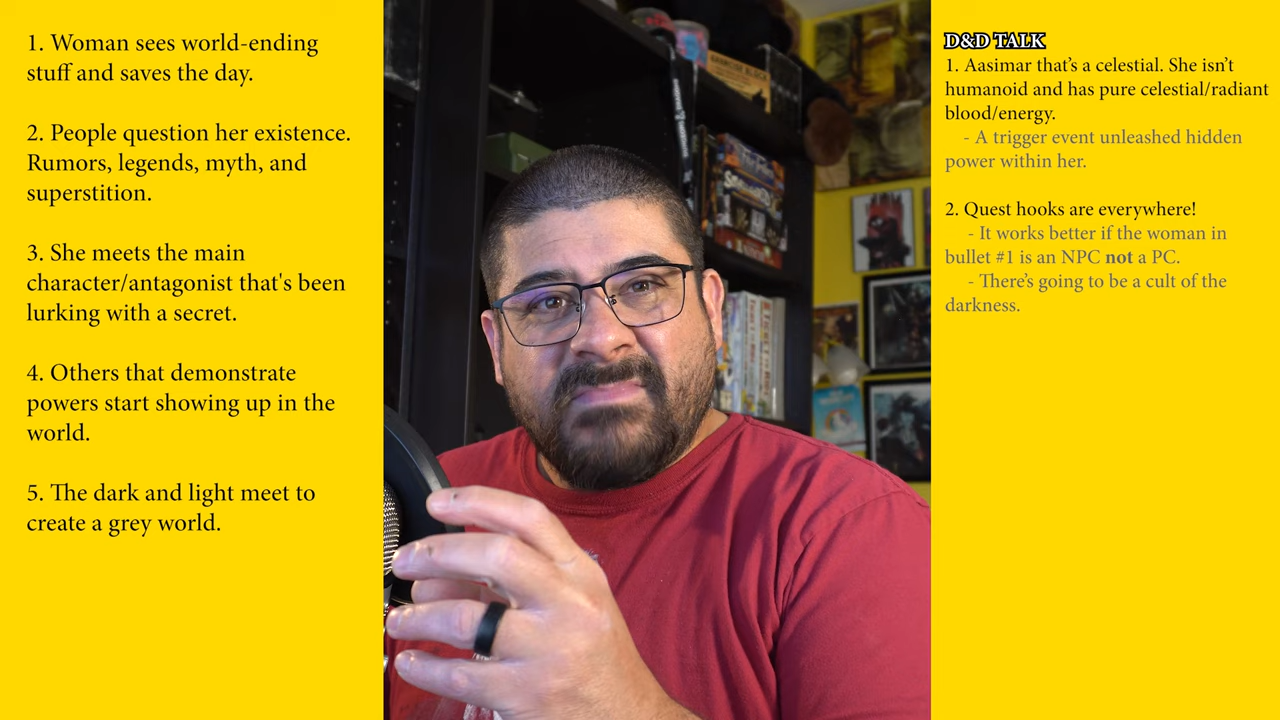 1. Woman sees world-ending
stuff and saves the day.
2. People question her existence.
Rumors, legends, myth, and
superstition.
3. She meets the main
character/antagonist that's been
lurking with a secret.
4. Others that demonstrate
powers start showing up in the
world.
5. The dark and light meet to
create a grey world.
D&D TALK
1. Aasimar that’s a celestial. She isn’t
humanoid and has pure celestial/radiant
blood/energy.
- A trigger event unleashed hidden
power within her.
2. Quest hooks are everywhere!
- It works better if the woman in
bullet #1 is an NPC not a PC.
- There’s going to be a cult of the
darkness.